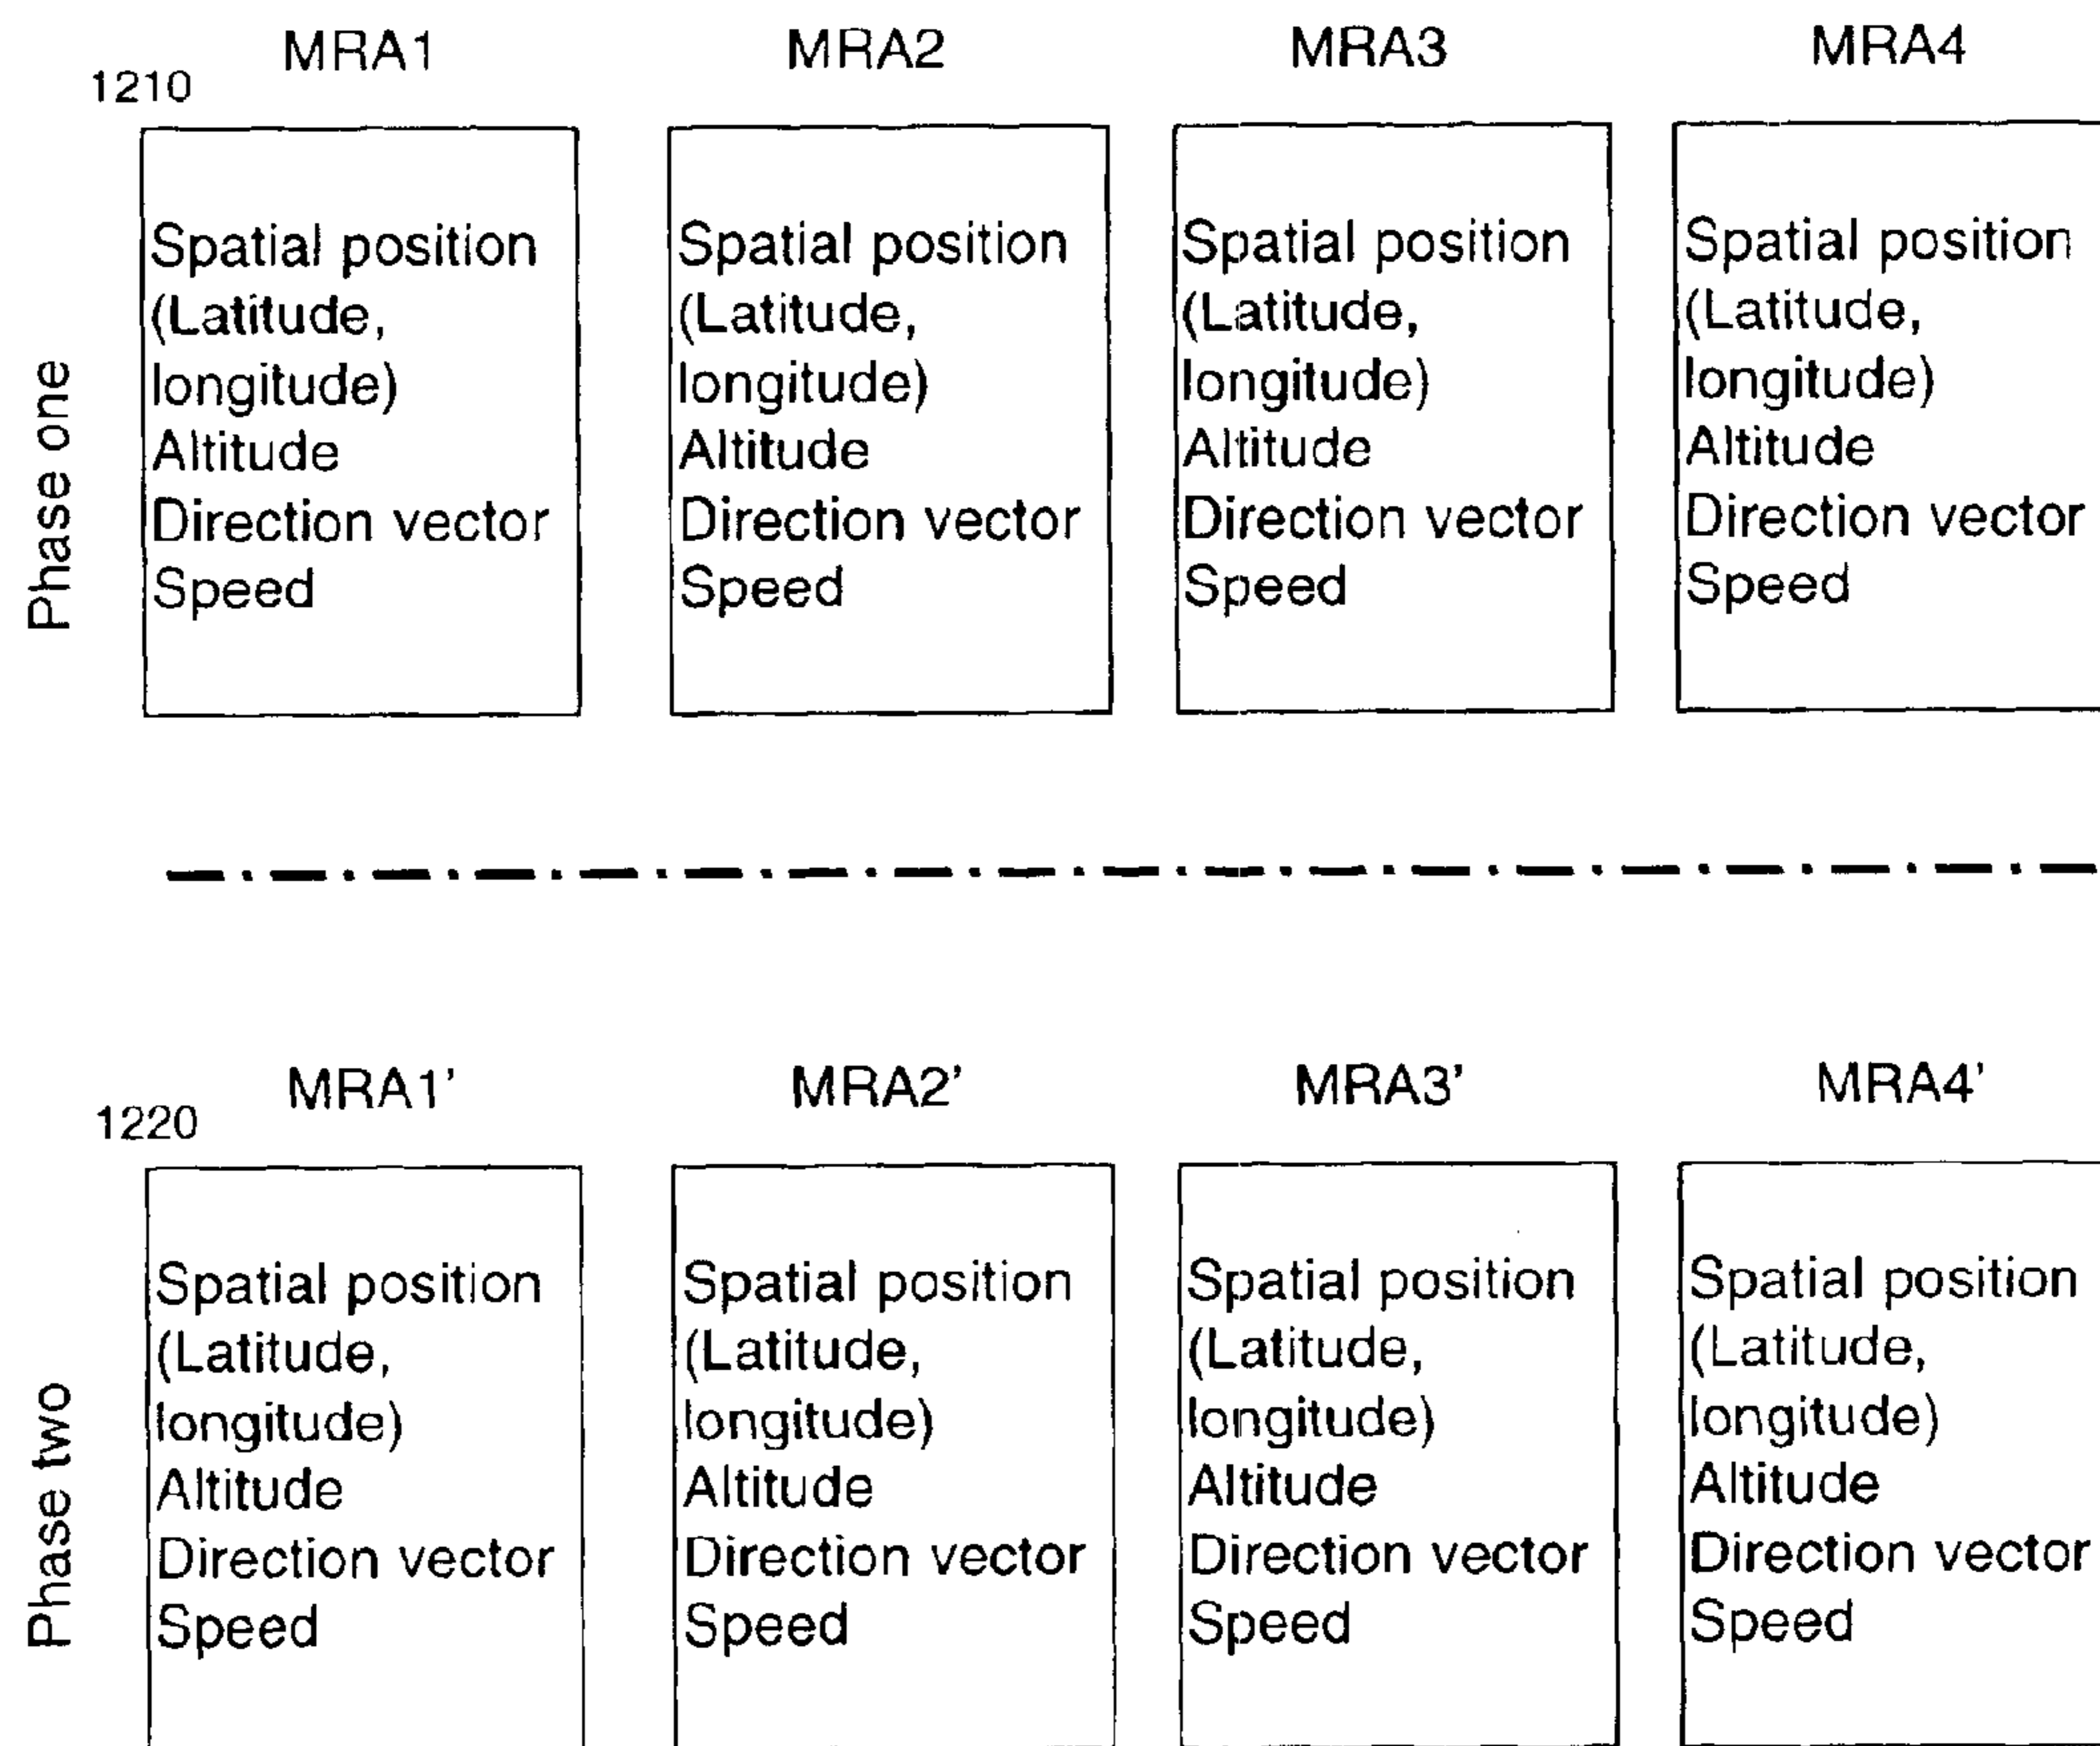 MRA1 MRA2 MRA3 MRA4
1210
Phase one
Spatial position
(Latitude,
longitude)
Altitude
Direction vector
Speed
Spatial position
(Latitude,
longitude)
Altitude
Direction vector
Speed
Spatial position
(Latitude,
longitude)
Altitude
Direction vector
Speed
Spatial position
(Latitude,
longitude)
Altitude
Direction vector
Speed
MRA1' MRA2' MRA3' MRA4'
1220
Phase two
Spatial position
(Latitude,
longitude)
Altitude
Direction vector
Speed
Spatial position
(Latitude,
longitude)
Altitude
Direction vector
Speed
Spatial position
(Latitude,
longitude)
Altitude
Direction vector
Speed
Spatial position
(Latitude,
longitude)
Altitude
Direction vector
Speed